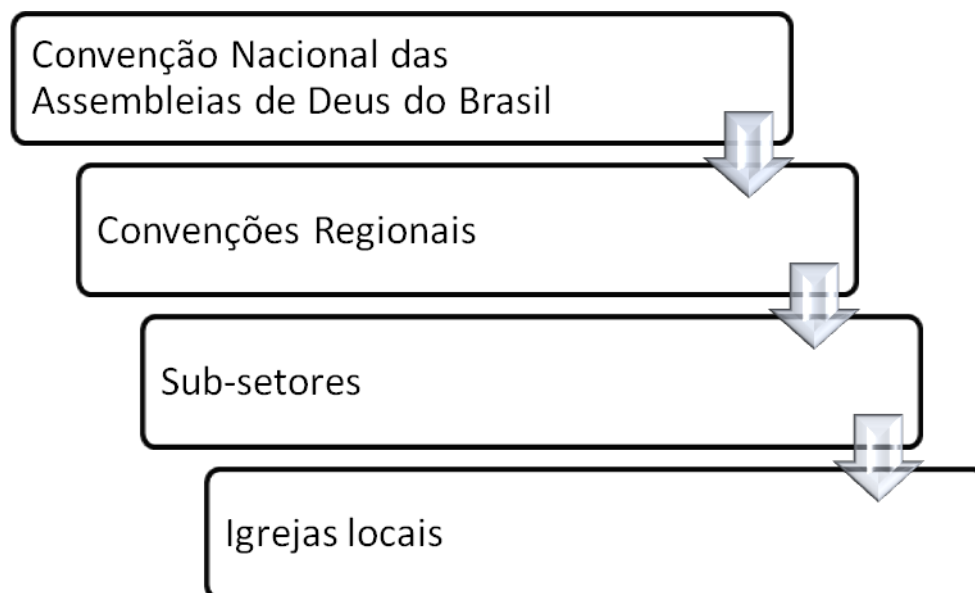 Convenção Nacional das
Assembleias de Deus do Brasil
Convenções Regionais
Sub-setores
Igrejas locais